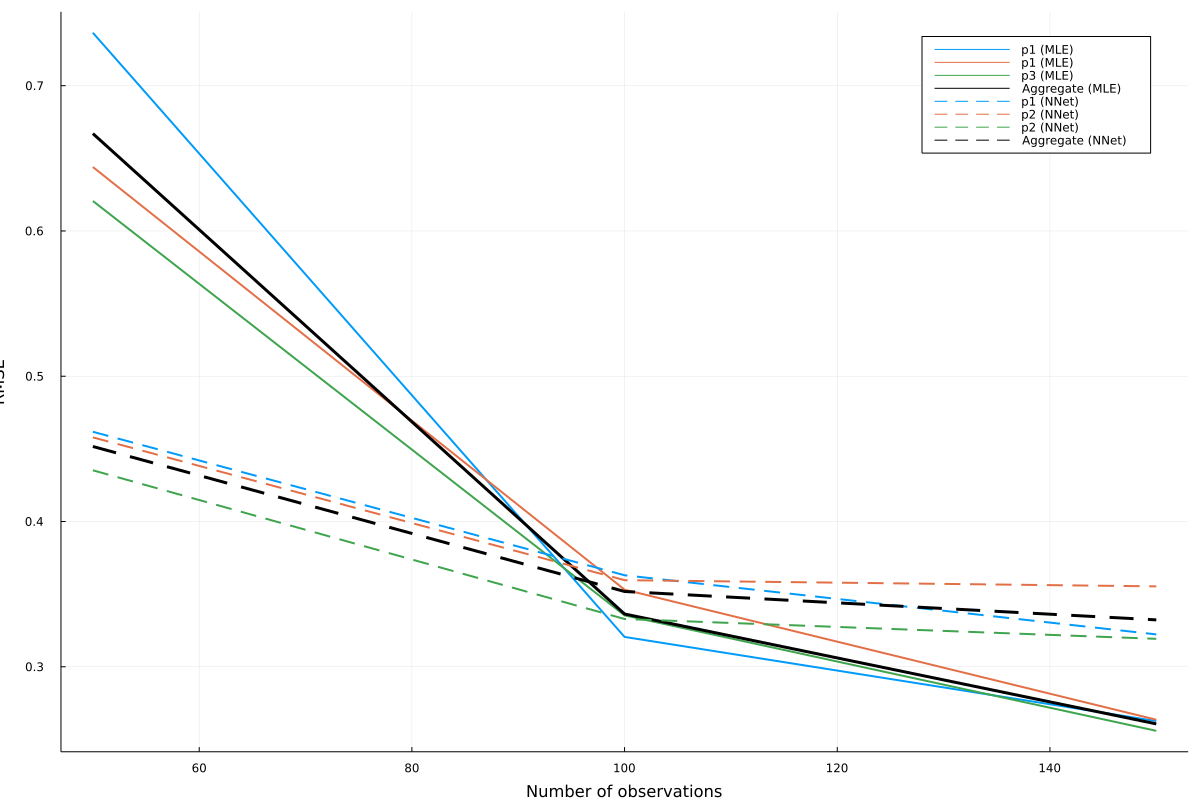 p1 (MLE)
p1 (MLE)
p3 (MLE)
Aggregate (MLE)
p1 (NNet)
p2 (NNet)
p2 (NNet)
Aggregate (NNet)
0.7
0.6
0.5
0.4
0.3
RMSE
60 80 100 120 140
Number of observations